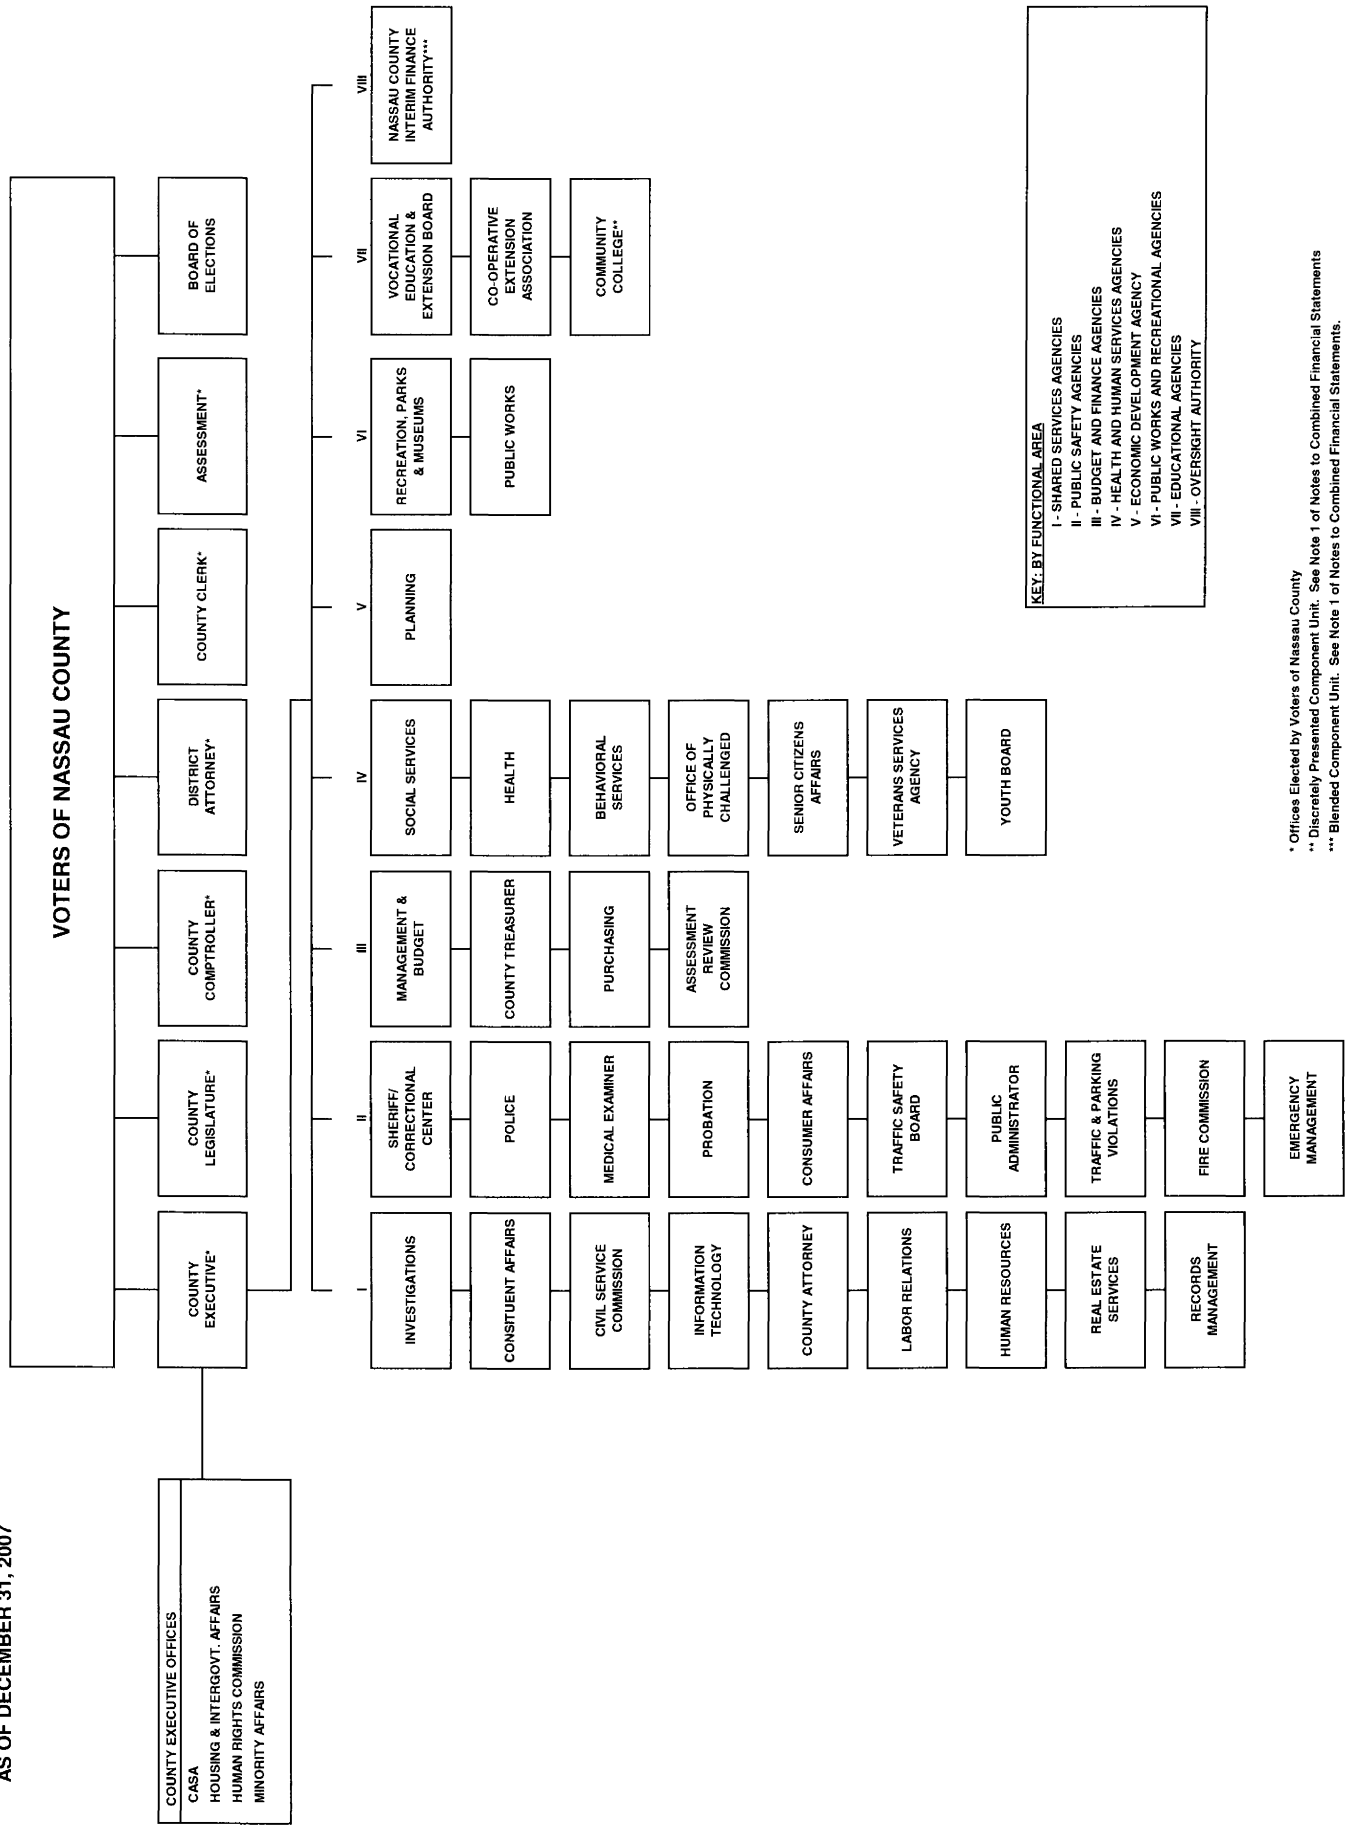 AS OF DECEMBER 31, 2007
VOTERS OF NASSAU COUNTY
COUNTY EXECUTIVE OFFICES
CASA
HOUSING & INTERGOVT. AFFAIRS
HUMAN RIGHTS COMMISSION
MINORITY AFFAIRS
COUNTY
EXECUTIVE*
COUNTY
LEGISLATURE*
COUNTY
COMPTROLLER*
DISTRICT
ATTORNEY*
COUNTY CLERK*
ASSESSMENT*
BOARD OF
ELECTIONS
I
INVESTIGATIONS
CONSITUENT AFFAIRS
CIVIL SERVICE
COMMISSION
INFORMATION
TECHNOLOGY
COUNTY ATTORNEY
LABOR RELATIONS
HUMAN RESOURCES
REAL ESTATE
SERVICES
RECORDS
MANAGEMENT
II
SHERIFF/
CORRECTIONAL
CENTER
POLICE
MEDICAL EXAMINER
PROBATION
CONSUMER AFFAIRS
TRAFFIC SAFETY
BOARD
PUBLIC
ADMINISTRATOR
TRAFFIC & PARKING
VIOLATIONS
FIRE COMMISSION
EMERGENCY
MANAGEMENT
III
MANAGEMENT &
BUDGET
COUNTY TREASURER
PURCHASING
ASSESSMENT
REVIEW
COMMISSION
IV
SOCIAL SERVICES
HEALTH
BEHAVIORAL
SERVICES
OFFICE OF
PHYSICALLY
CHALLENGED
SENIOR CITIZENS
AFFAIRS
VETERANS SERVICES
AGENCY
YOUTH BOARD
V
PLANNING
VI
RECREATION, PARKS
& MUSEUMS
PUBLIC WORKS
VII
VOCATIONAL
EDUCATION &
EXTENSION BOARD
CO-OPERATIVE
EXTENSION
ASSOCIATION
COMMUNITY
COLLEGE**
VIII
NASSAU COUNTY
INTERIM FINANCE
AUTHORITY***
KEY: BY FUNCTIONAL AREA
I - SHARED SERVICES AGENCIES
II - PUBLIC SAFETY AGENCIES
III - BUDGET AND FINANCE AGENCIES
IV - HEALTH AND HUMAN SERVICES AGENCIES
V - ECONOMIC DEVELOPMENT AGENCY
VI - PUBLIC WORKS AND RECREATIONAL AGENCIES
VII - EDUCATIONAL AGENCIES
VIII - OVERSIGHT AUTHORITY
* Offices Elected by Voters of Nassau County
** Discretely Presented Component Unit. See Note 1 of Notes to Combined Financial Statements
*** Blended Component Unit. See Note 1 of Notes to Combined Financial Statements.